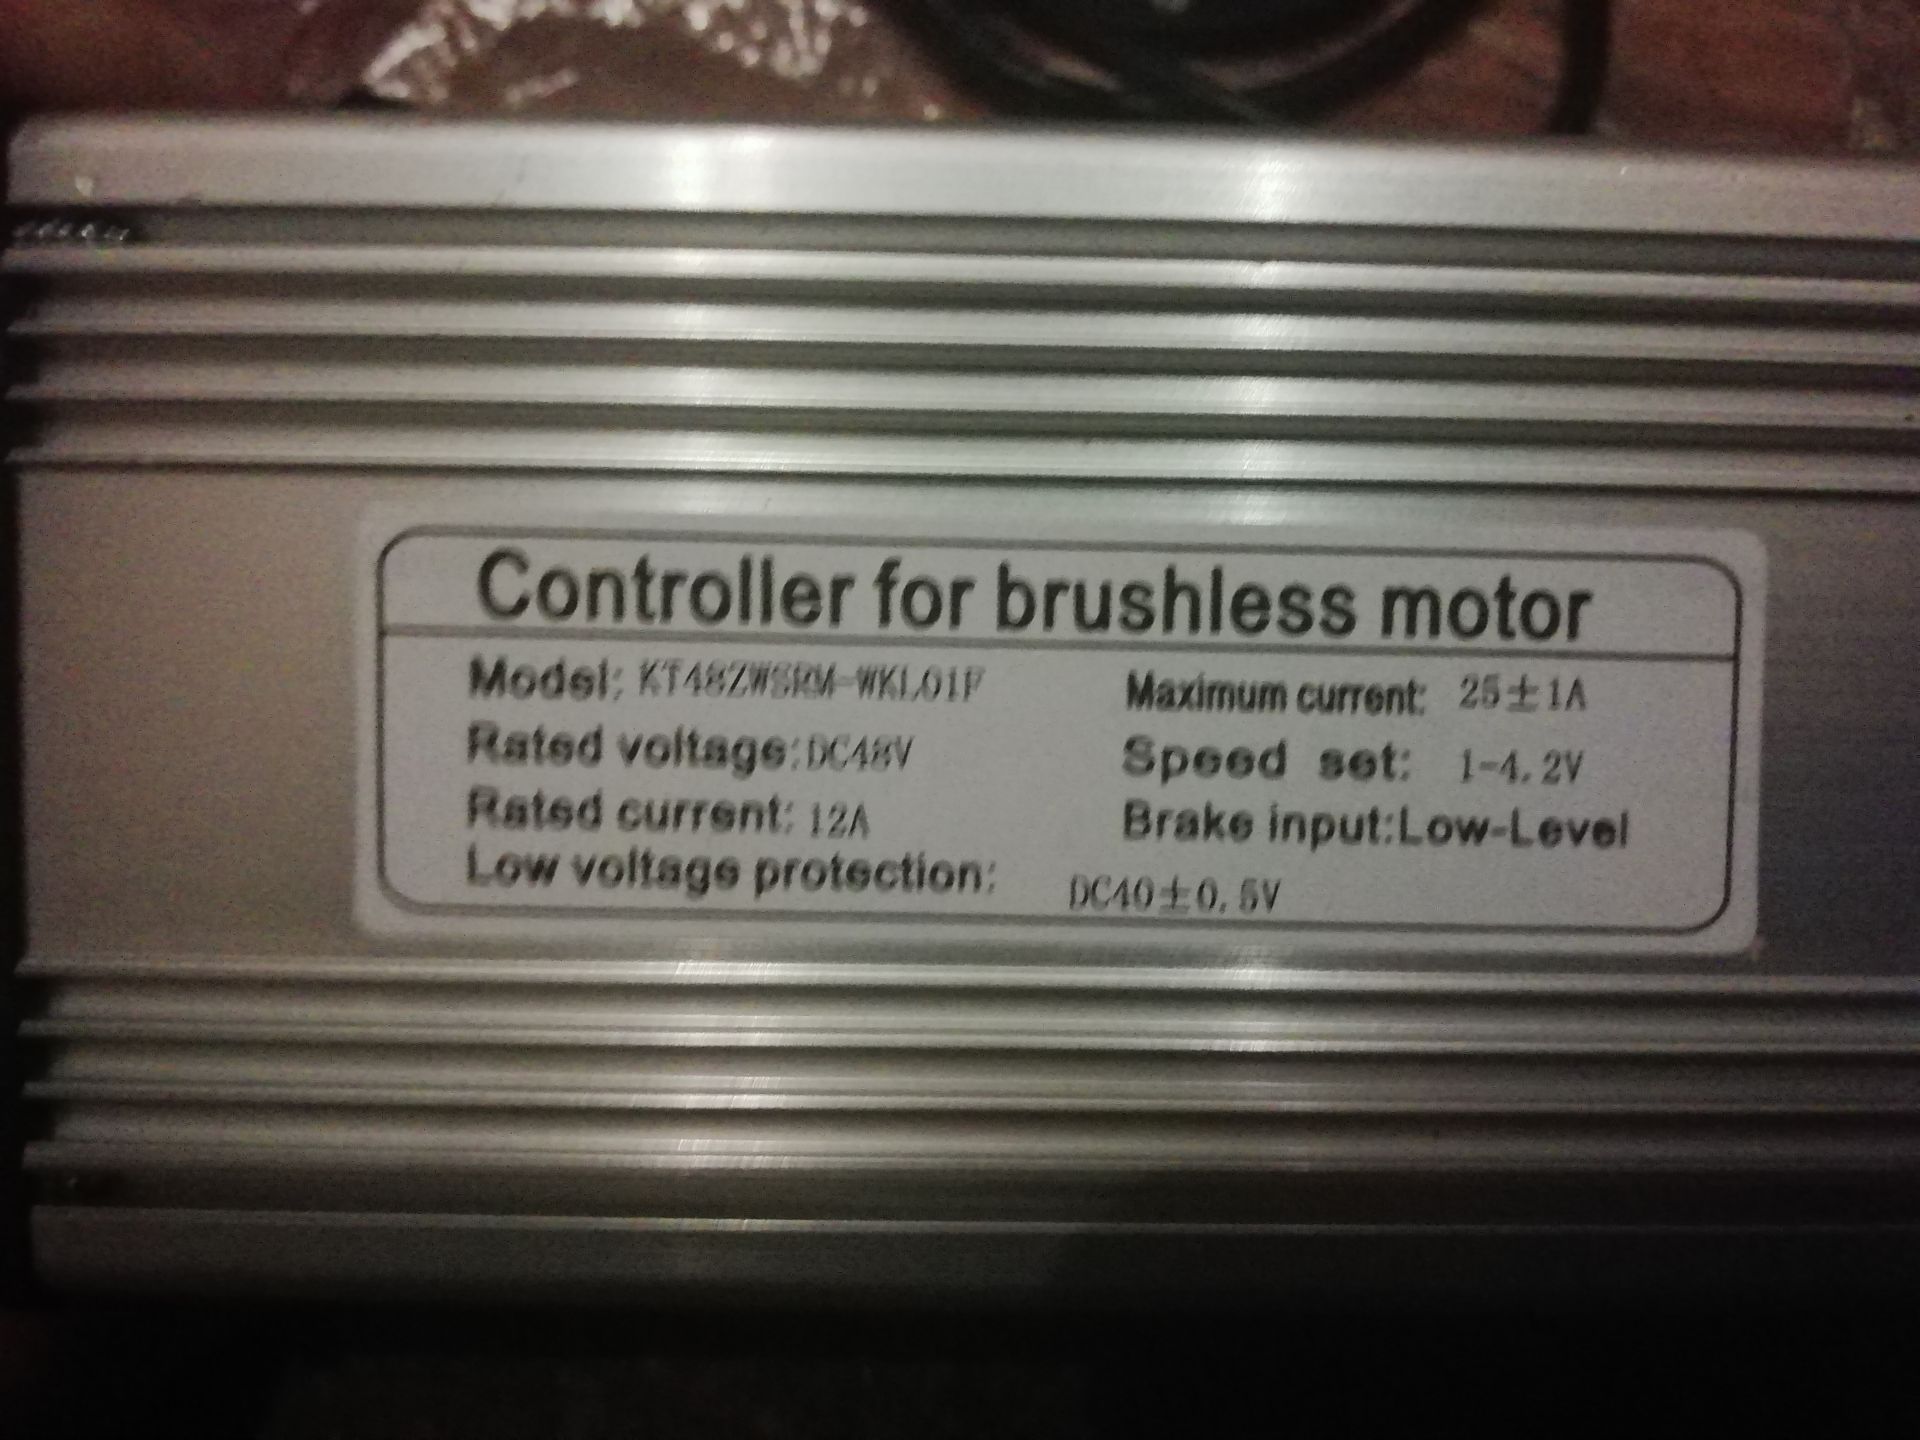 Controller for brushless motor
Model: KT48ZWSRM-WKL01F
Maximum current: 25±1A
Rated voltage:DC48V
Speed set: 1-4.2V
Rated current: 12A
Brake input:Low-Level
Low voltage protection: DC40±0.5V